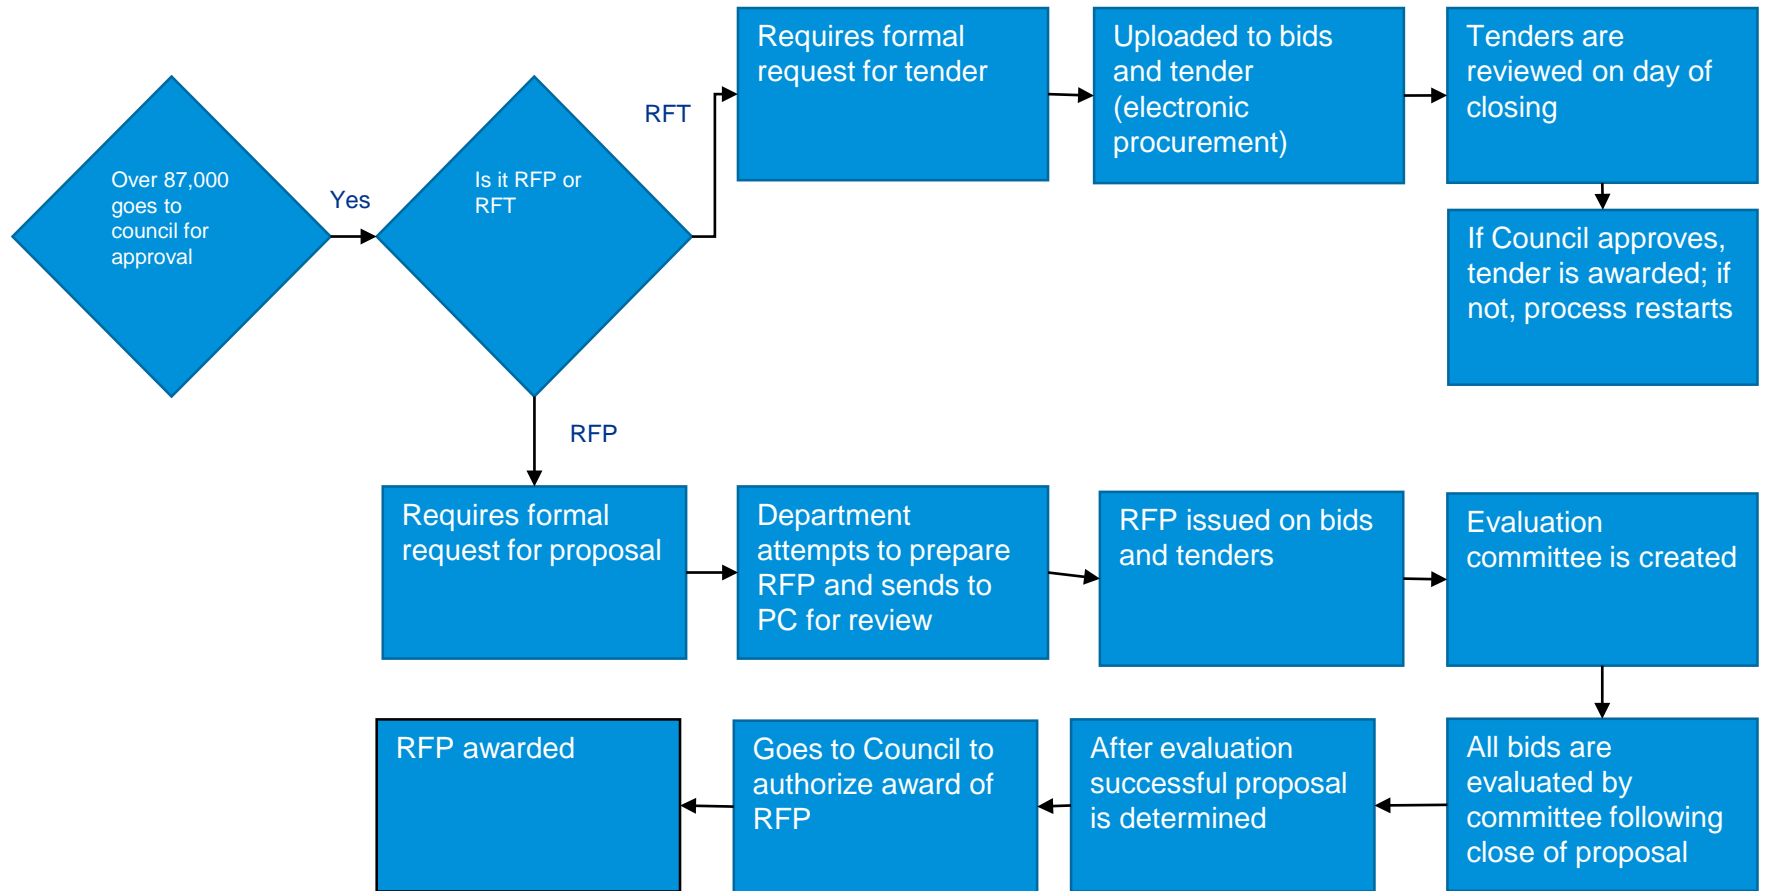 Over 87,000
goes to
council for
approval
Yes
Is it RFP or
RFT
RFT
Requires formal
request for tender
Uploaded to bids
and tender
(electronic
procurement)
Tenders are
reviewed on day of
closing
If Council approves,
tender is awarded; if
not, process restarts
RFP
Requires formal
request for proposal
Department
attempts to prepare
RFP and sends to
PC for review
RFP issued on bids
and tenders
Evaluation
committee is created
All bids are
evaluated by
committee following
close of proposal
After evaluation
successful proposal
is determined
Goes to Council to
authorize award of
RFP
RFP awarded